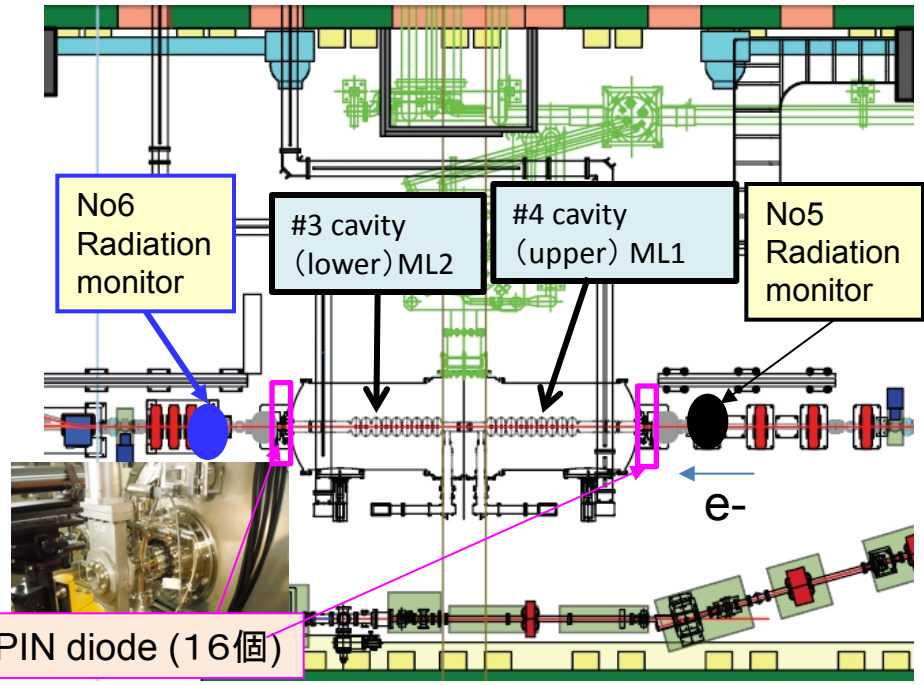 No6
Radiation
monitor
#3 cavity
（lower）ML2
#4 cavity
（upper） ML1
No5
Radiation
monitor
e-
PIN diode (16個)